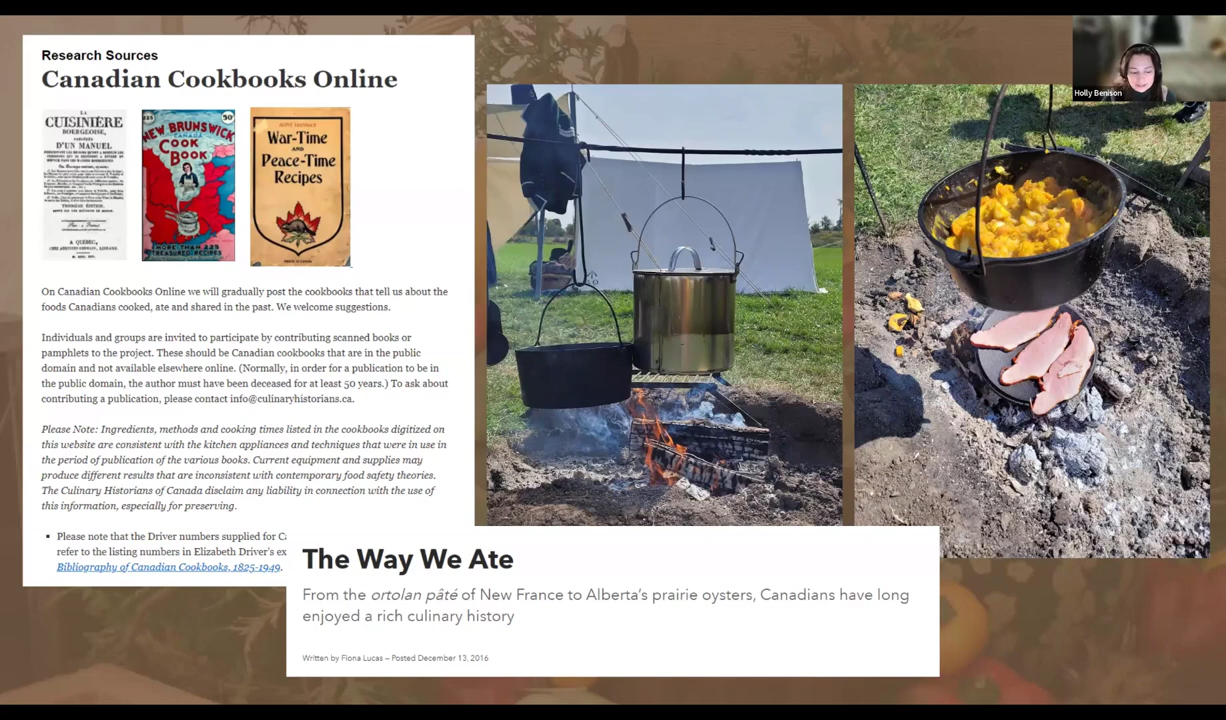 Research Sources
Canadian Cookbooks Online
LA
CUISINIÈRE
BOURGEOISE,
D'UN MANUEL
A QUÉBEC,
225
50¢
NEW BRUNSWICK
CANADA
COOK
BOOK
MORE THAN 225
TREASURED RECIPES
War-Time
AND
Peace-Time
Recipes
On Canadian Cookbooks Online we will gradually post the cookbooks that tell us about the
foods Canadians cooked, ate and shared in the past. We welcome suggestions.
Individuals and groups are invited to participate by contributing scanned books or
pamphlets to the project. These should be Canadian cookbooks that are in the public
domain and not available elsewhere online. (Normally, in order for a publication to be in
the public domain, the author must have been deceased for at least 50 years.) To ask about
contributing a publication, please contact info@culinaryhistorians.ca.
Please Note: Ingredients, methods and cooking times listed in the cookbooks digitized on
this website are consistent with the kitchen appliances and techniques that were in use in
the period of publication of the various books. Current equipment and supplies may
produce different results that are inconsistent with contemporary food safety theories.
The Culinary Historians of Canada disclaim any liability in connection with the use of
this information, especially for preserving.
▪ Please note that the Driver numbers supplied for Ca
refer to the listing numbers in Elizabeth Driver's ex
Bibliography of Canadian Cookbooks, 1825-1949.
The Way We Ate
From the ortolan pâté of New France to Alberta's prairie oysters, Canadians have long
enjoyed a rich culinary history
Written by Fiona Lucas — Posted December 13, 2016
Holly Benison